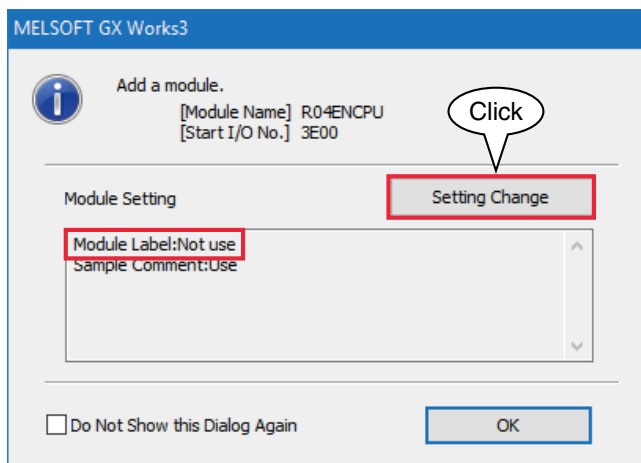 MELSOFT GX Works3
Add a module.
[Module Name] R04ENCPU
[Start I/O No.] 3E00
Click
Module Setting
Setting Change
Module Label:Not use
Sample Comment:Use
Do Not Show this Dialog Again
OK